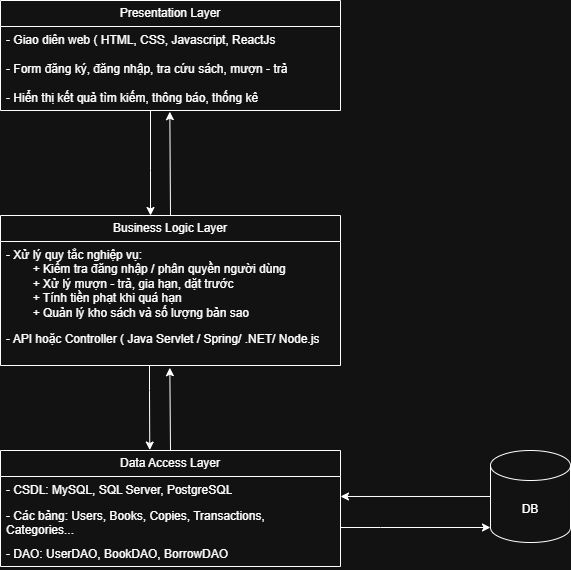 Presentation Layer
- Giao diên web ( HTML, CSS, Javascript, ReactJs
- Form đăng ký, đăng nhập, tra cứu sách, mượn - trả
- Hiển thị kết quả tìm kiếm, thông báo, thống kê
Business Logic Layer
- Xử lý quy tắc nghiệp vụ:
+ Kiểm tra đăng nhập / phân quyền người dùng
+ Xử lý mượn - trả, gia hạn, dặt trước
+ Tính tiền phạt khi quá hạn
+ Quản lý kho sách và số lượng bản sao
- API hoặc Controller ( Java Servlet / Spring/ .NET/ Node.js
Data Access Layer
- CSDL: MySQL, SQL Server, PostgreSQL
- Các bảng: Users, Books, Copies, Transactions,
Categories...
- DAO: UserDAO, BookDAO, BorrowDAO
DB